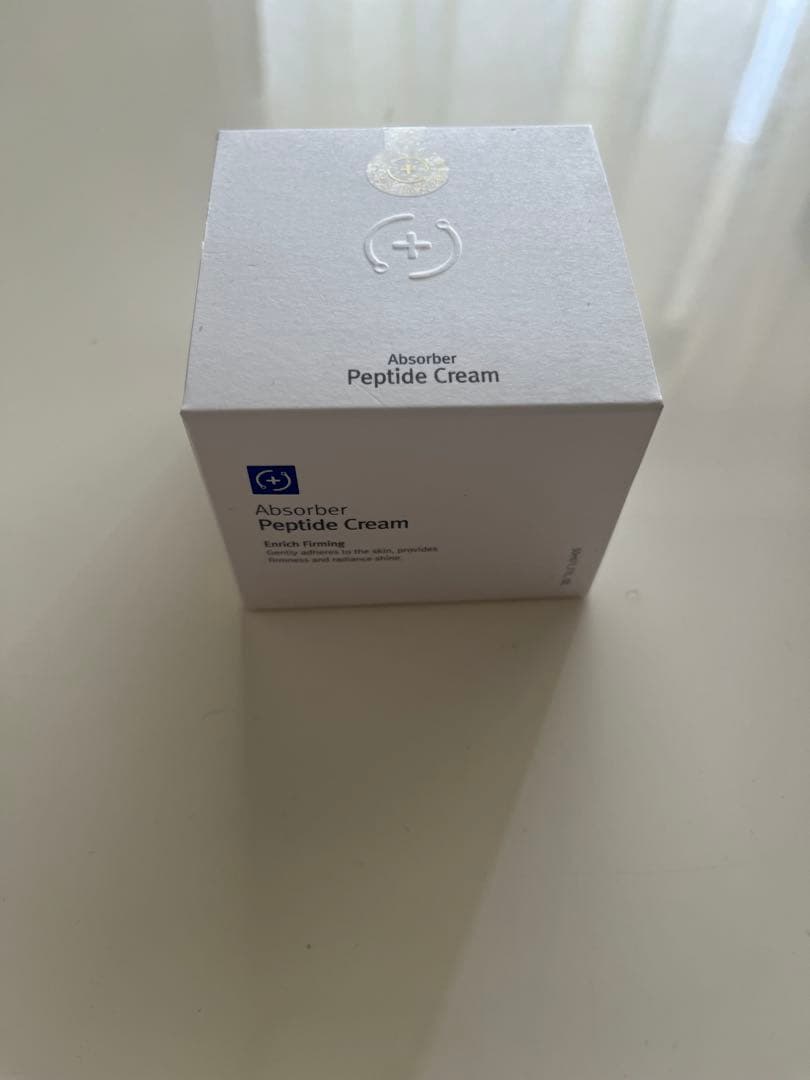 Absorber
Peptide Cream
Absorber
Peptide Cream
Enrich Firming
Gently adheres to the skin, provides
firmness and radiance shine.